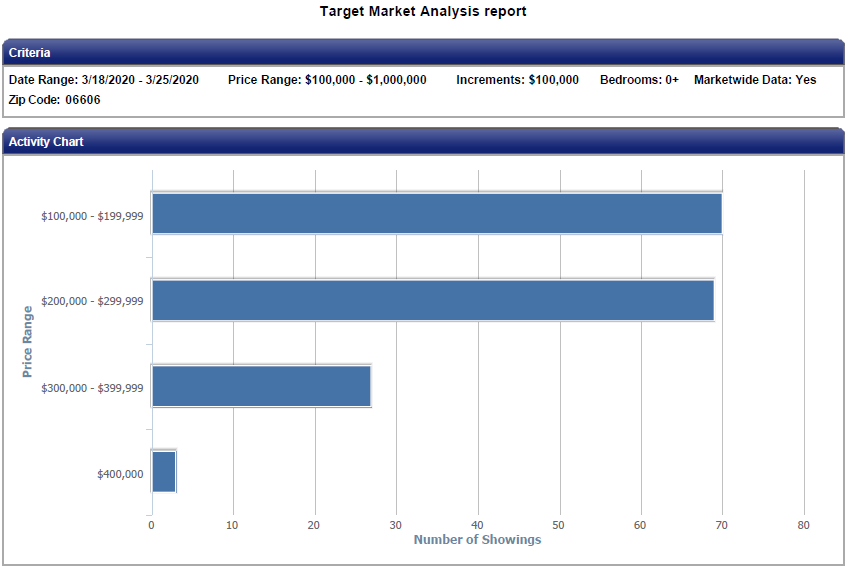 Target Market Analysis report
Criteria
Date Range: 3/18/2020 - 3/25/2020 Price Range: $100,000 - $1,000,000 Increments: $100,000 Bedrooms: 0+ Marketwide Data: Yes
Zip Code: 06606
Activity Chart
Price Range
$100,000 - $199,999
$200,000 - $299,999
$300,000 - $399,999
$400,000
0 10 20 30 40 50 60 70 80
Number of Showings